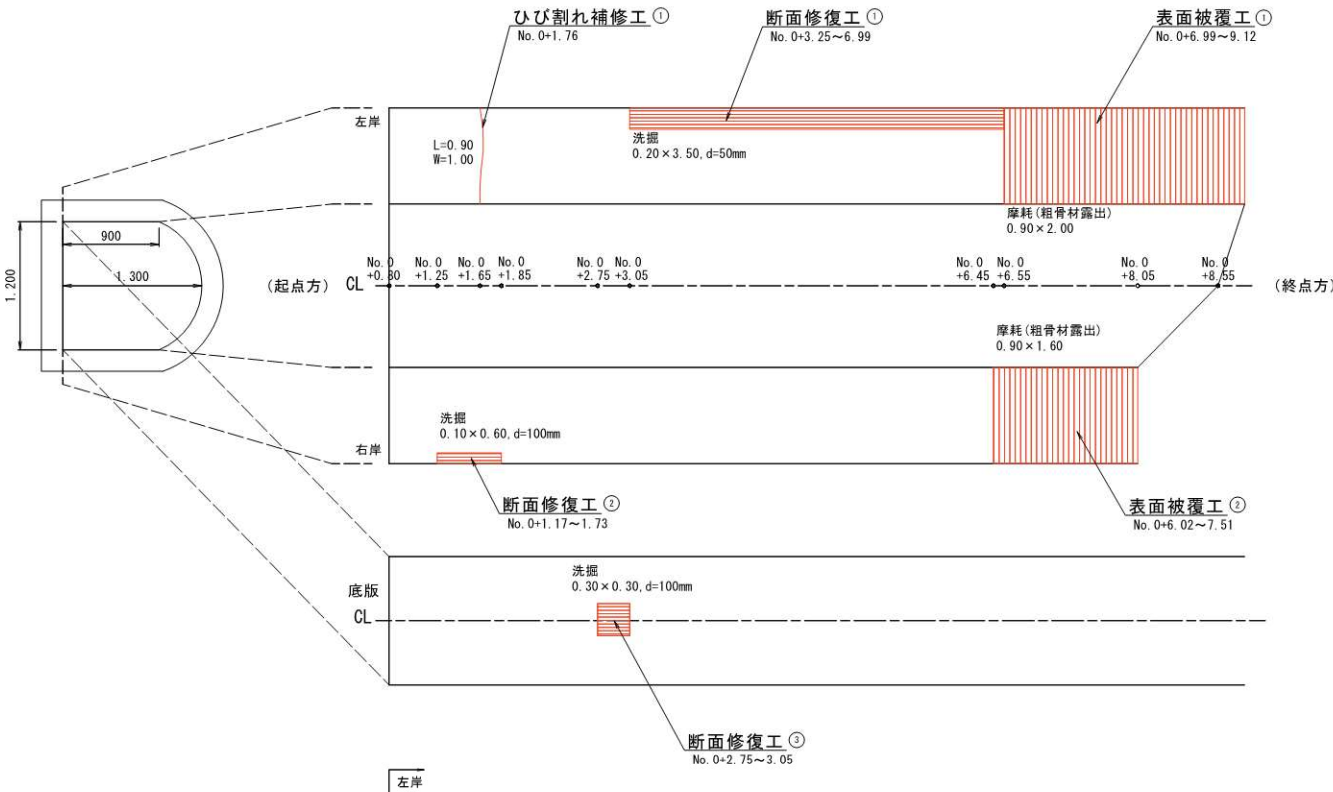 ひび割れ補修工①
No. 0+1.76
断面修復工①
No. 0+3.25～6.99
表面被覆工①
No. 0+6.99～9.12
左岸
L=0.90
W=1.00
洗掘
0.20×3.50, d=50mm
摩耗(粗骨材露出)
0.90×2.00
900
1.300
1.200
(起点方)
CL
No. 0
+0.80
No. 0
+1.25
No. 0
+1.65
No. 0
+1.85
No. 0
+2.75
No. 0
+3.05
No. 0
+6.45
No. 0
+6.55
No. 0
+8.05
No. 0
+8.55
(終点方)
摩耗(粗骨材露出)
0.90×1.60
洗掘
0.10×0.60, d=100mm
右岸
断面修復工②
No. 0+1.17～1.73
表面被覆工②
No. 0+6.02～7.51
底版
CL
洗掘
0.30×0.30, d=100mm
断面修復工③
No. 0+2.75～3.05
左岸